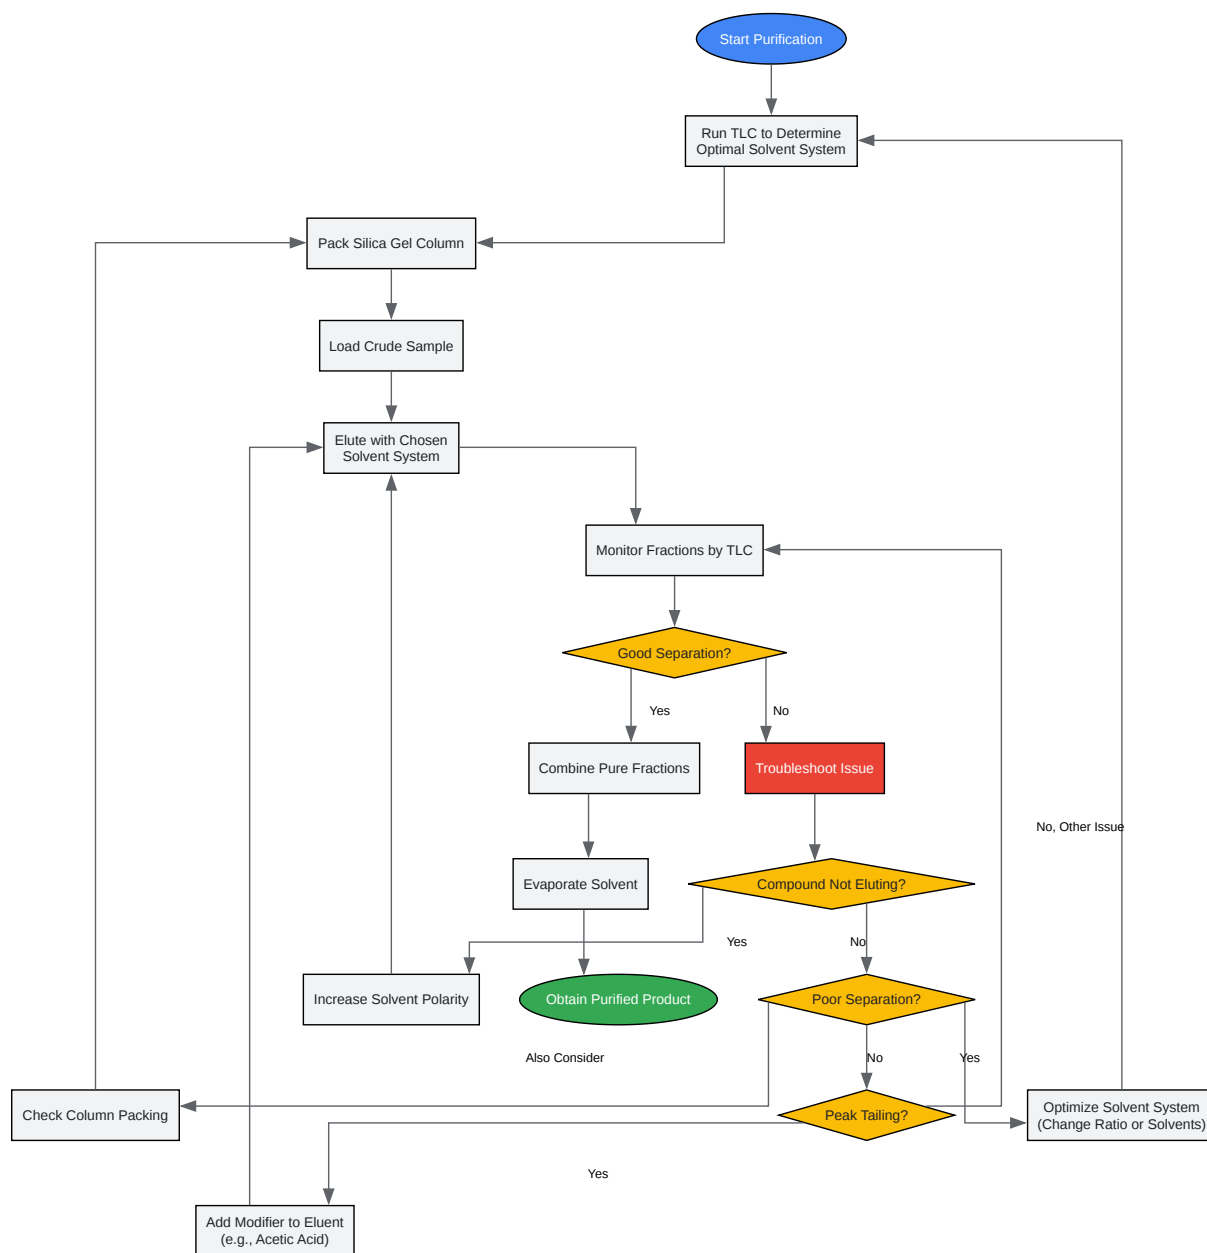 Start Purification
Run TLC to Determine
Optimal Solvent System
Pack Silica Gel Column
Load Crude Sample
Elute with Chosen
Solvent System
Monitor Fractions by TLC
Good Separation?
Yes
No
Combine Pure Fractions
Troubleshoot Issue
No, Other Issue
Evaporate Solvent
Compound Not Eluting?
Yes
No
Increase Solvent Polarity
Obtain Purified Product
Poor Separation?
Also Consider
No
Yes
Check Column Packing
Peak Tailing?
Optimize Solvent System
(Change Ratio or Solvents)
Yes
Add Modifier to Eluent
(e.g., Acetic Acid)